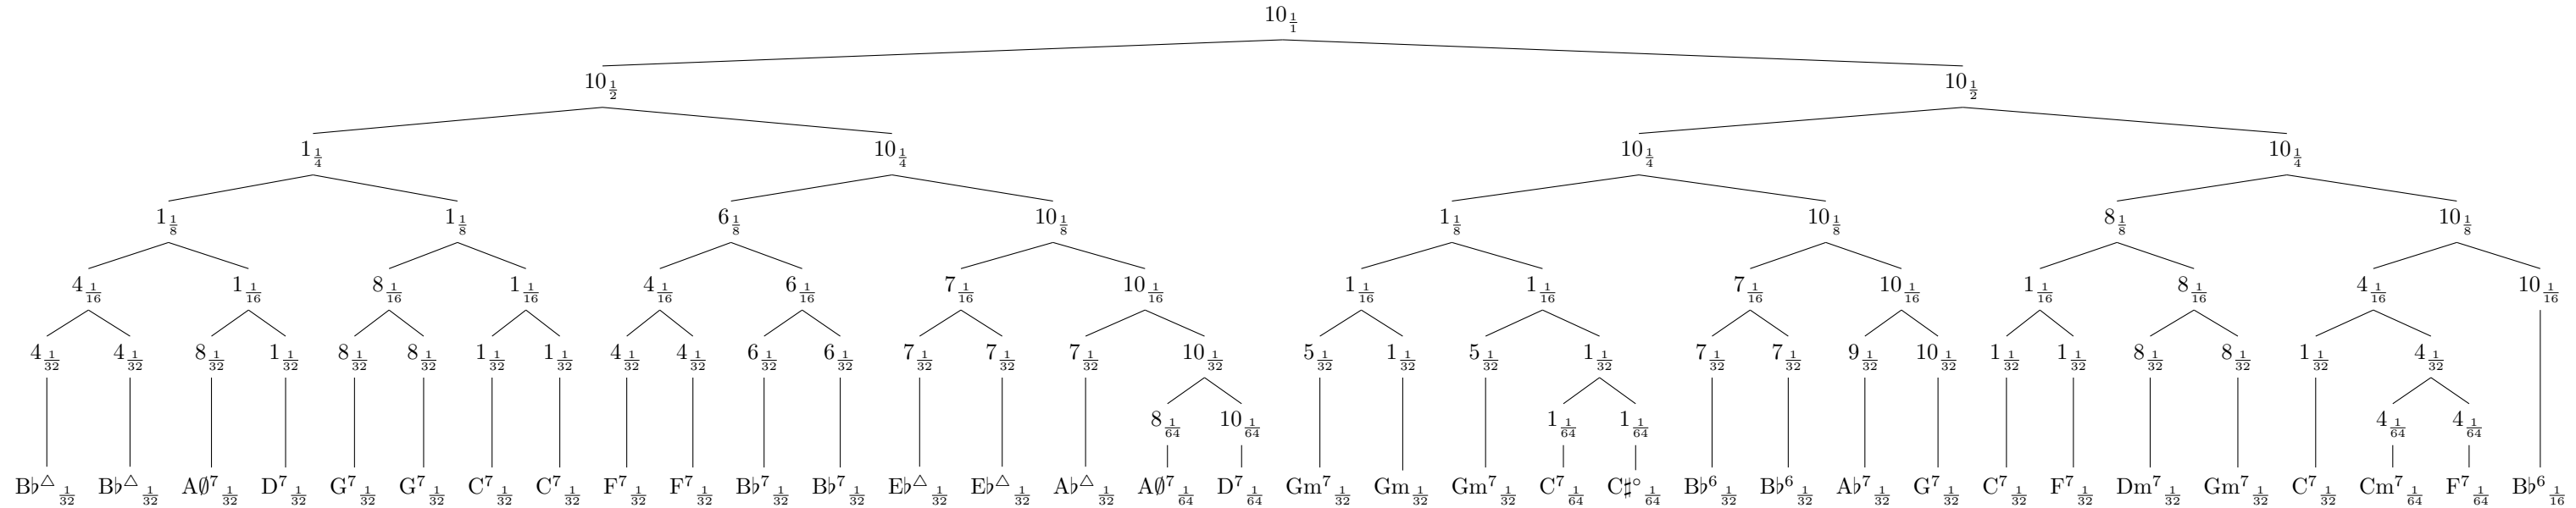 10 1/1
10 1/2 10 1/2
1 1/4 10 1/4 10 1/4 10 1/4
1 1/8 1 1/8 6 1/8 10 1/8 1 1/8 10 1/8 8 1/8 10 1/8
4 1/16 1 1/16 8 1/16 1 1/16 4 1/16 6 1/16 7 1/16 10 1/16 1 1/16 1 1/16 7 1/16 10 1/16 1 1/16 8 1/16 4 1/16 10 1/16
4 1/32 4 1/32 8 1/32 1 1/32 8 1/32 8 1/32 1 1/32 1 1/32 4 1/32 4 1/32 6 1/32 6 1/32 7 1/32 7 1/32 7 1/32 10 1/32 5 1/32 1 1/32 5 1/32 1 1/32 7 1/32 7 1/32 9 1/32 10 1/32 1 1/32 1 1/32 8 1/32 8 1/32 1 1/32 4 1/32
8 1/64 10 1/64 1 1/64 1 1/64 4 1/64 4 1/64
B♭△ 1/32 B♭△ 1/32 A∅7 1/32 D7 1/32 G7 1/32 G7 1/32 C7 1/32 C7 1/32 F7 1/32 F7 1/32 B♭7 1/32 B♭7 1/32 E♭△ 1/32 E♭△ 1/32 A♭△ 1/32 A∅7 1/64 D7 1/64 Gm7 1/32 Gm 1/32 Gm7 1/32 C7 1/64 C♯° 1/64 B♭6 1/32 B♭6 1/32 A♭7 1/32 G7 1/32 C7 1/32 F7 1/32 Dm7 1/32 Gm7 1/32 C7 1/32 Cm7 1/64 F7 1/64 B♭6 1/16